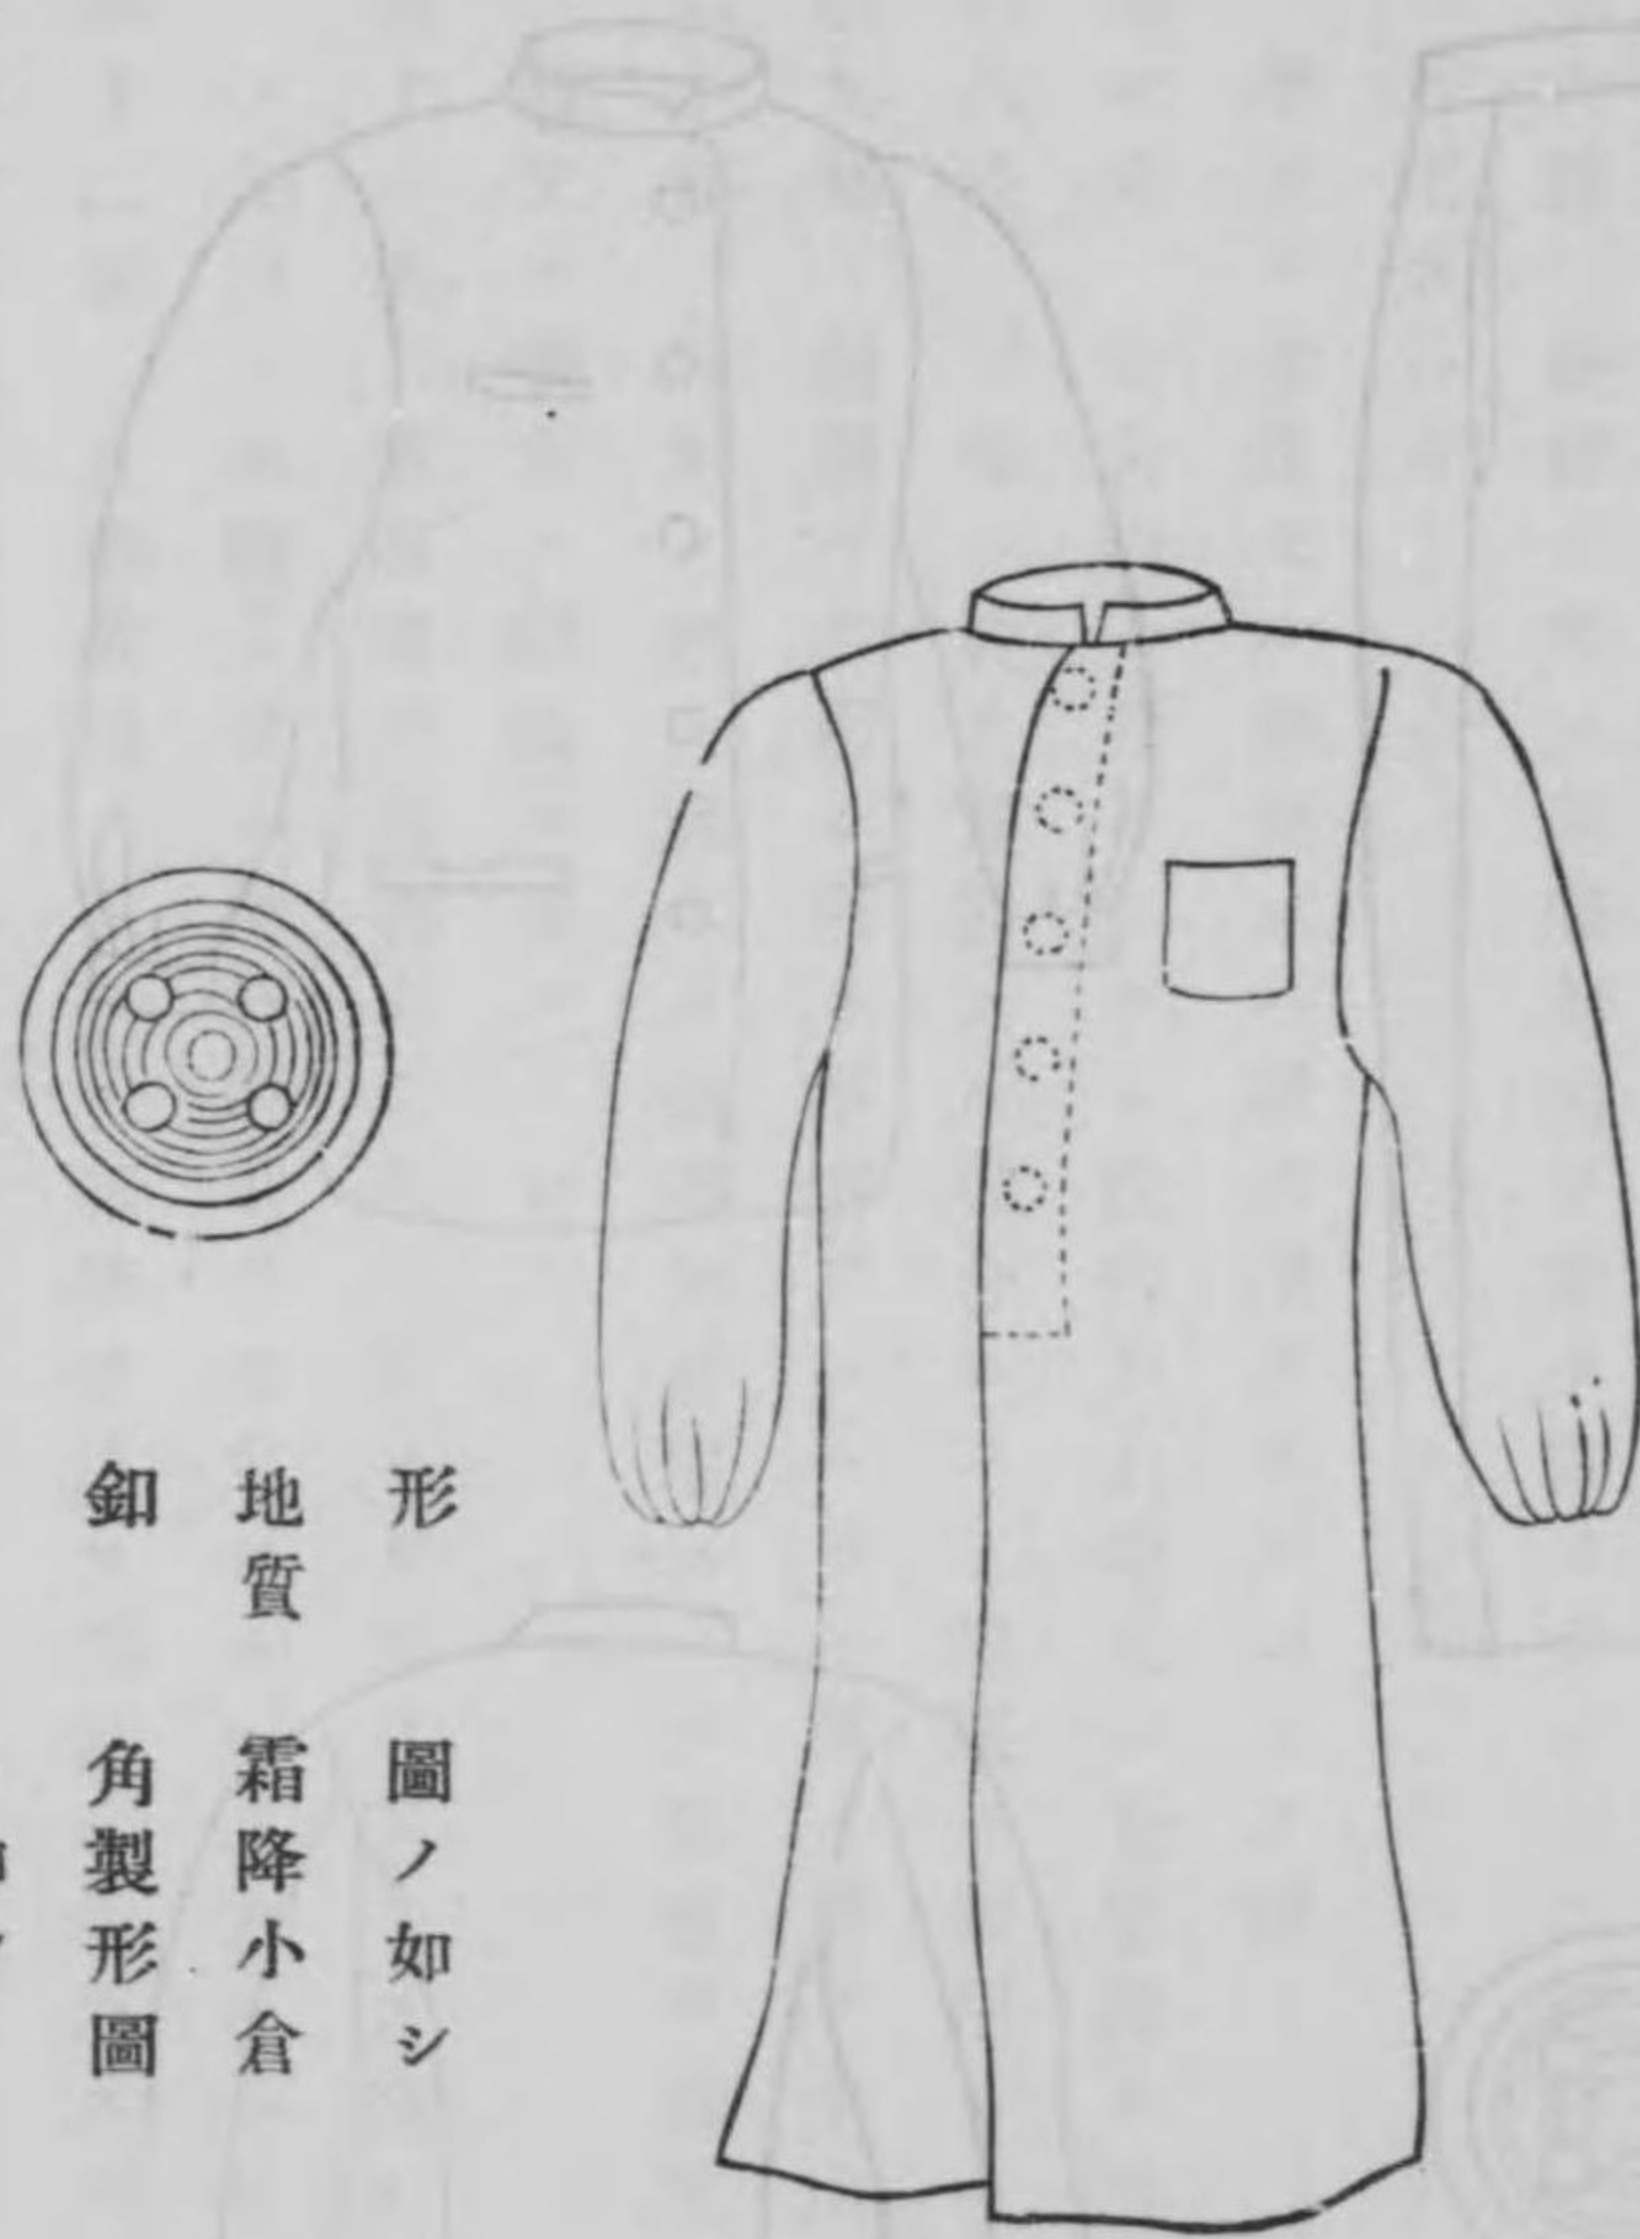 形 圖ノ如シ
地質 霜降小倉
釦 角製形圖